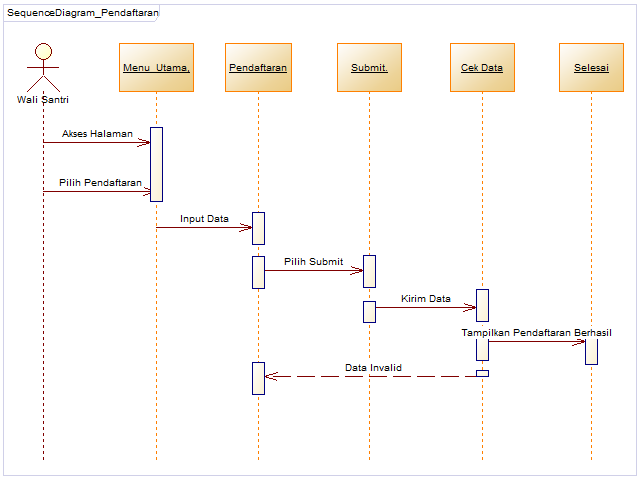 SequenceDiagram_Pendaftaran
Menu_Utama,
Pendaftaran
Submit.
Cek Data
Selesai
Wali Santri
Akses Halaman
Pilih Pendaftaran
Input Data
Pilih Submit
Kirim Data
Tampilkan Pendaftaran Berhasil
Data Invalid